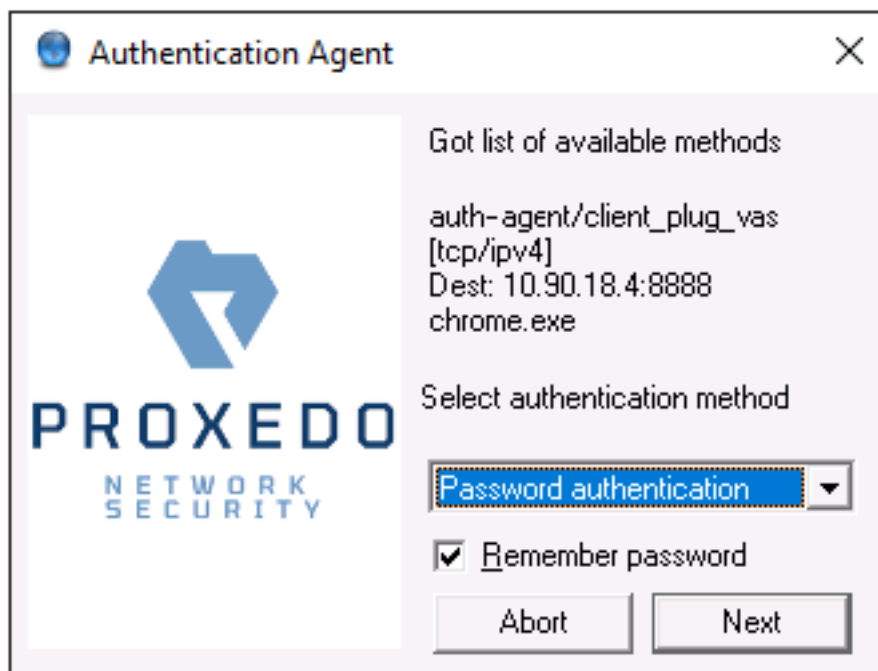 Authentication Agent
Got list of available methods
auth-agent/client_plug_vas
[tcp/ipv4]
Dest: 10.90.18.4:8888
chrome.exe
PROXEDO
NETWORK
SECURITY
Select authentication method
Password authentication
Remember password
Abort
Next